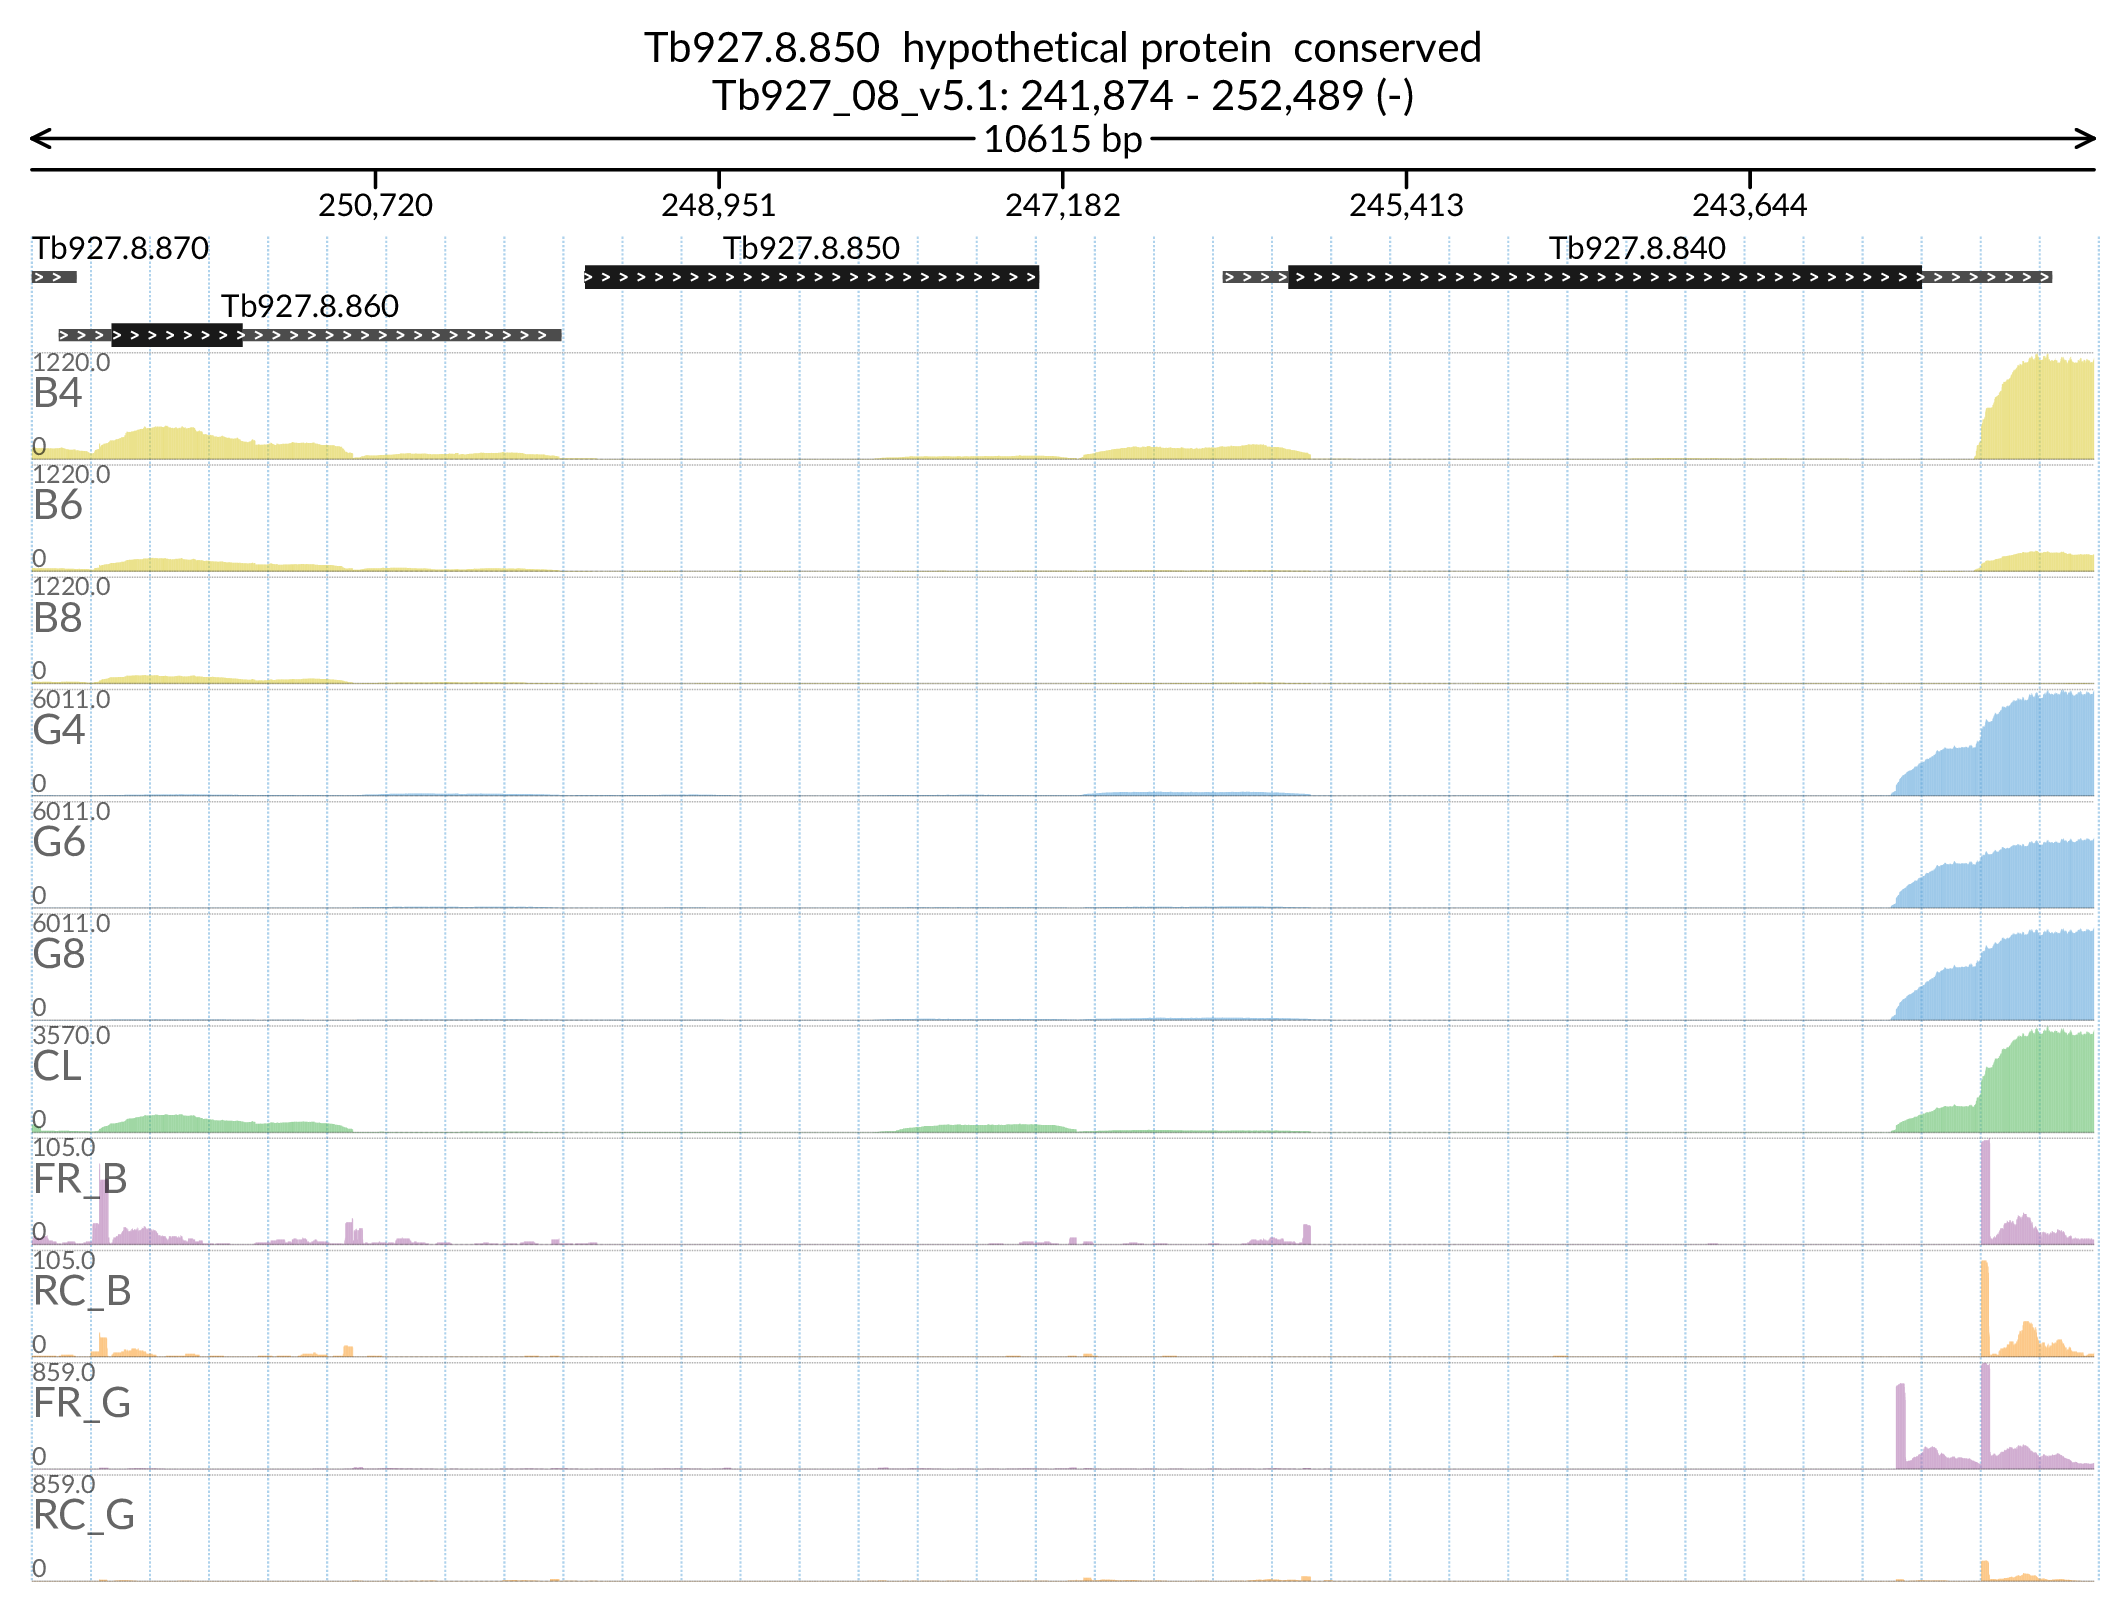 Tb927.8.850 hypothetical protein conserved
Tb927_08_v5.1: 241,874 - 252,489 (-)
10615 bp
250,720 248,951 247,182 245,413 243,644
Tb927.8.870 Tb927.8.850 Tb927.8.840
Tb927.8.860
1220.0
B4
0
1220.0
B6
0
1220.0
B8
0
6011.0
G4
0
6011.0
G6
0
6011.0
G8
0
3570.0
CL
0
105.0
FR_B
0
105.0
RC_B
0
859.0
FR_G
0
859.0
RC_G
0